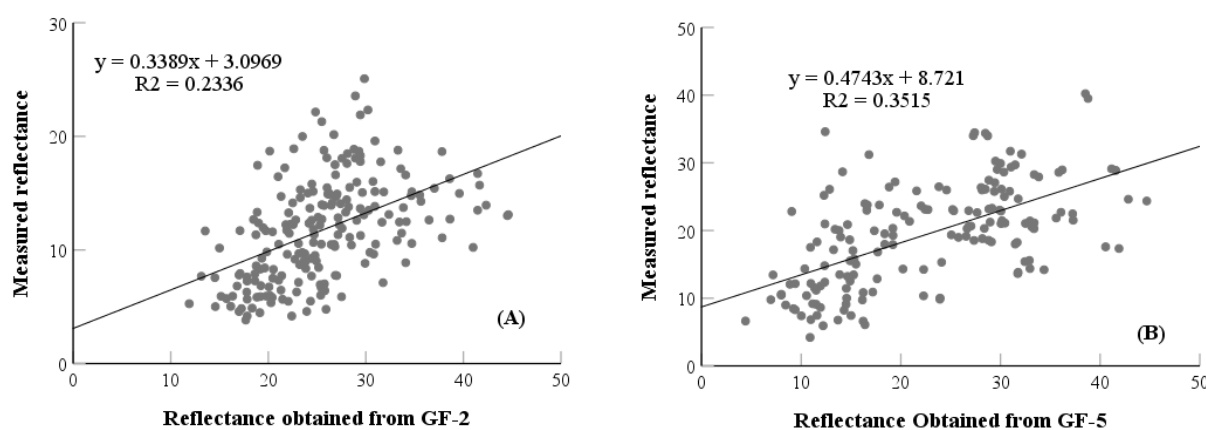 30
y = 0.3389x + 3.0969
R2 = 0.2336
20
Measured reflectance
10
(A)
0
0 10 20 30 40 50
Reflectance obtained from GF-2
50
y = 0.4743x + 8.721
R2 = 0.3515
40
30
Measured reflectance
20
10
(B)
0
0 10 20 30 40 50
Reflectance Obtained from GF-5